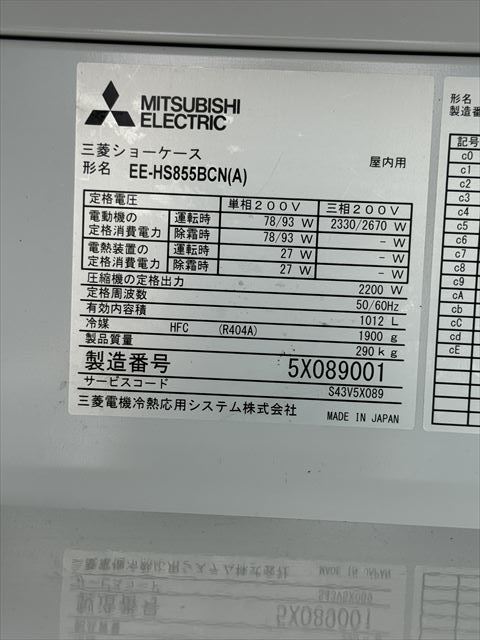 MITSUBISHI
ELECTRIC
三菱ショーケース
屋内用
形名 EE-HS855BCN(A)
定格電圧 単相200V 三相200V
電動機の定格消費電力 運転時 78/93 W 2330/2670 W
除霜時 78/93 W - W
電熱装置の定格消費電力 運転時 27 W - W
除霜時 27 W - W
圧縮機の定格出力 2200 W
定格周波数 50/60Hz
有効内容積 1012 L
冷媒 HFC (R404A) 1900 g
製品質量 290 kg
製造番号 5X089001
サービスコード S43V5X089
三菱電機冷熱応用システム株式会社 MADE IN JAPAN
形名
製造番
記号
c0
c1
c2
c3
c4
c5
c6
c7
c8
c9
cA
cb
cC
cd
cE